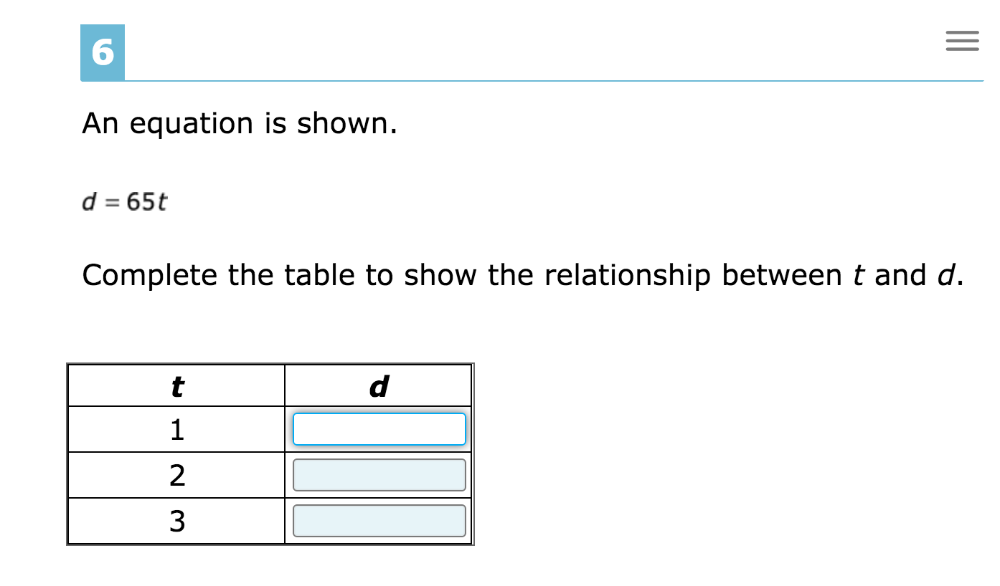 6
An equation is shown.
d = 65t
Complete the table to show the relationship between t and d.
t d
1
2
3